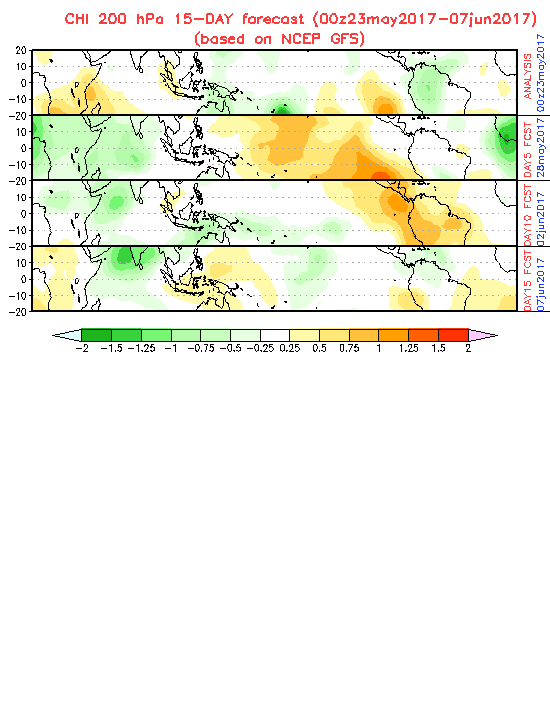 CHI 200 hPa 15-DAY forecast (00z23may2017-07jun2017)
(based on NCEP GFS)
20
10
0
-10
-20
ANALYSIS
00z23may2017
20
10
0
-10
-20
DAY5 FCST
28may2017
20
10
0
-10
-20
DAY10 FCST
02jun2017
20
10
0
-10
-20
DAY15 FCST
07jun2017
-2 -1.5 -1.25 -1 -0.75 -0.5 -0.25 0.25 0.5 0.75 1 1.25 1.5 2